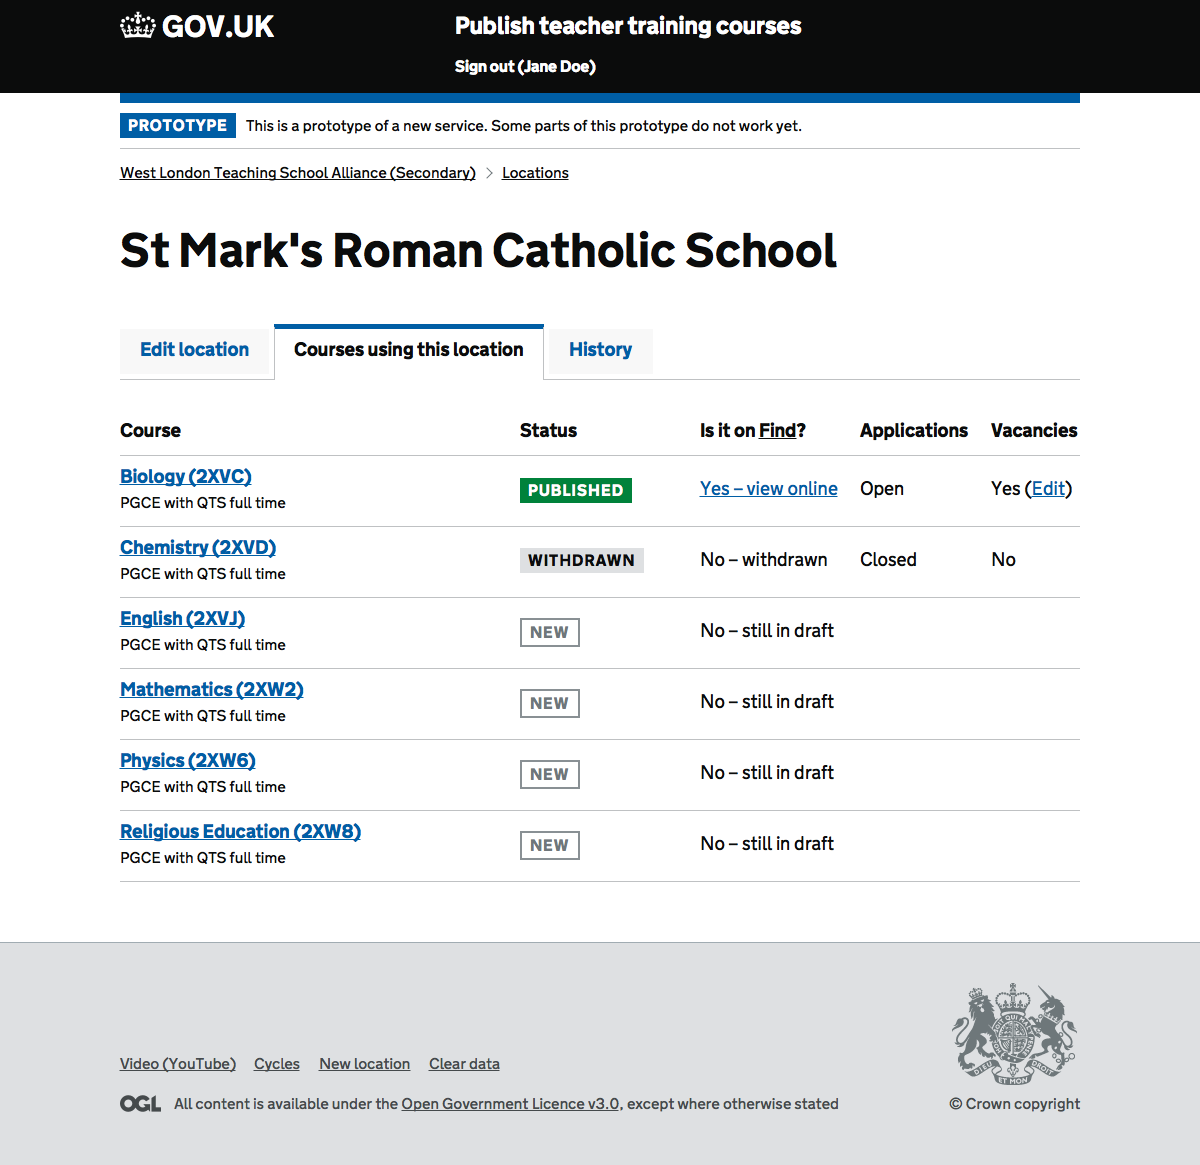 GOV.UK
Publish teacher training courses
Sign out (Jane Doe)
PROTOTYPE This is a prototype of a new service. Some parts of this prototype do not work yet.
West London Teaching School Alliance (Secondary) > Locations
St Mark's Roman Catholic School
Edit location Courses using this location History
Course Status Is it on Find? Applications Vacancies
Biology (2XVC)
PGCE with QTS full time
PUBLISHED Yes – view online Open Yes (Edit)
Chemistry (2XVD)
PGCE with QTS full time
WITHDRAWN No – withdrawn Closed No
English (2XVJ)
PGCE with QTS full time
NEW No – still in draft
Mathematics (2XW2)
PGCE with QTS full time
NEW No – still in draft
Physics (2XW6)
PGCE with QTS full time
NEW No – still in draft
Religious Education (2XW8)
PGCE with QTS full time
NEW No – still in draft
Video (YouTube) Cycles New location Clear data
DIEU ET MON DROIT
OGL All content is available under the Open Government Licence v3.0, except where otherwise stated
© Crown copyright